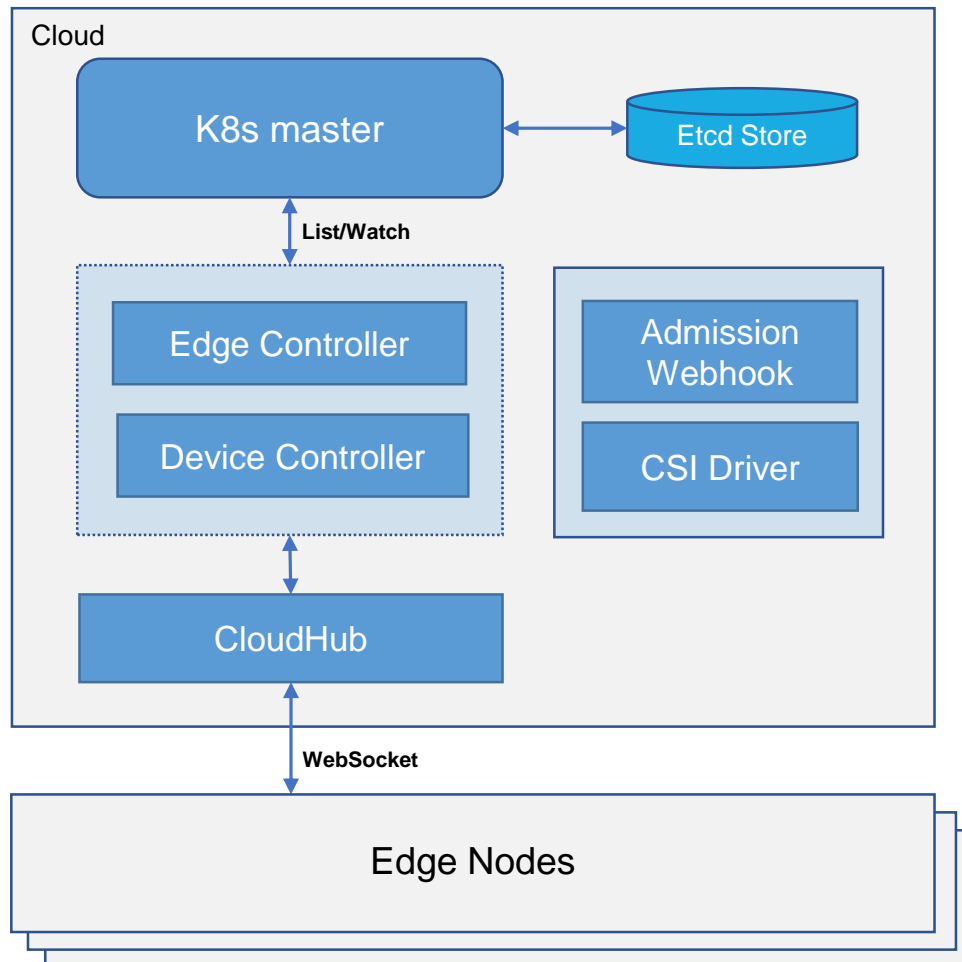 Cloud
K8s master
Etcd Store
List/Watch
Edge Controller
Device Controller
Admission
Webhook
CSI Driver
CloudHub
WebSocket
Edge Nodes